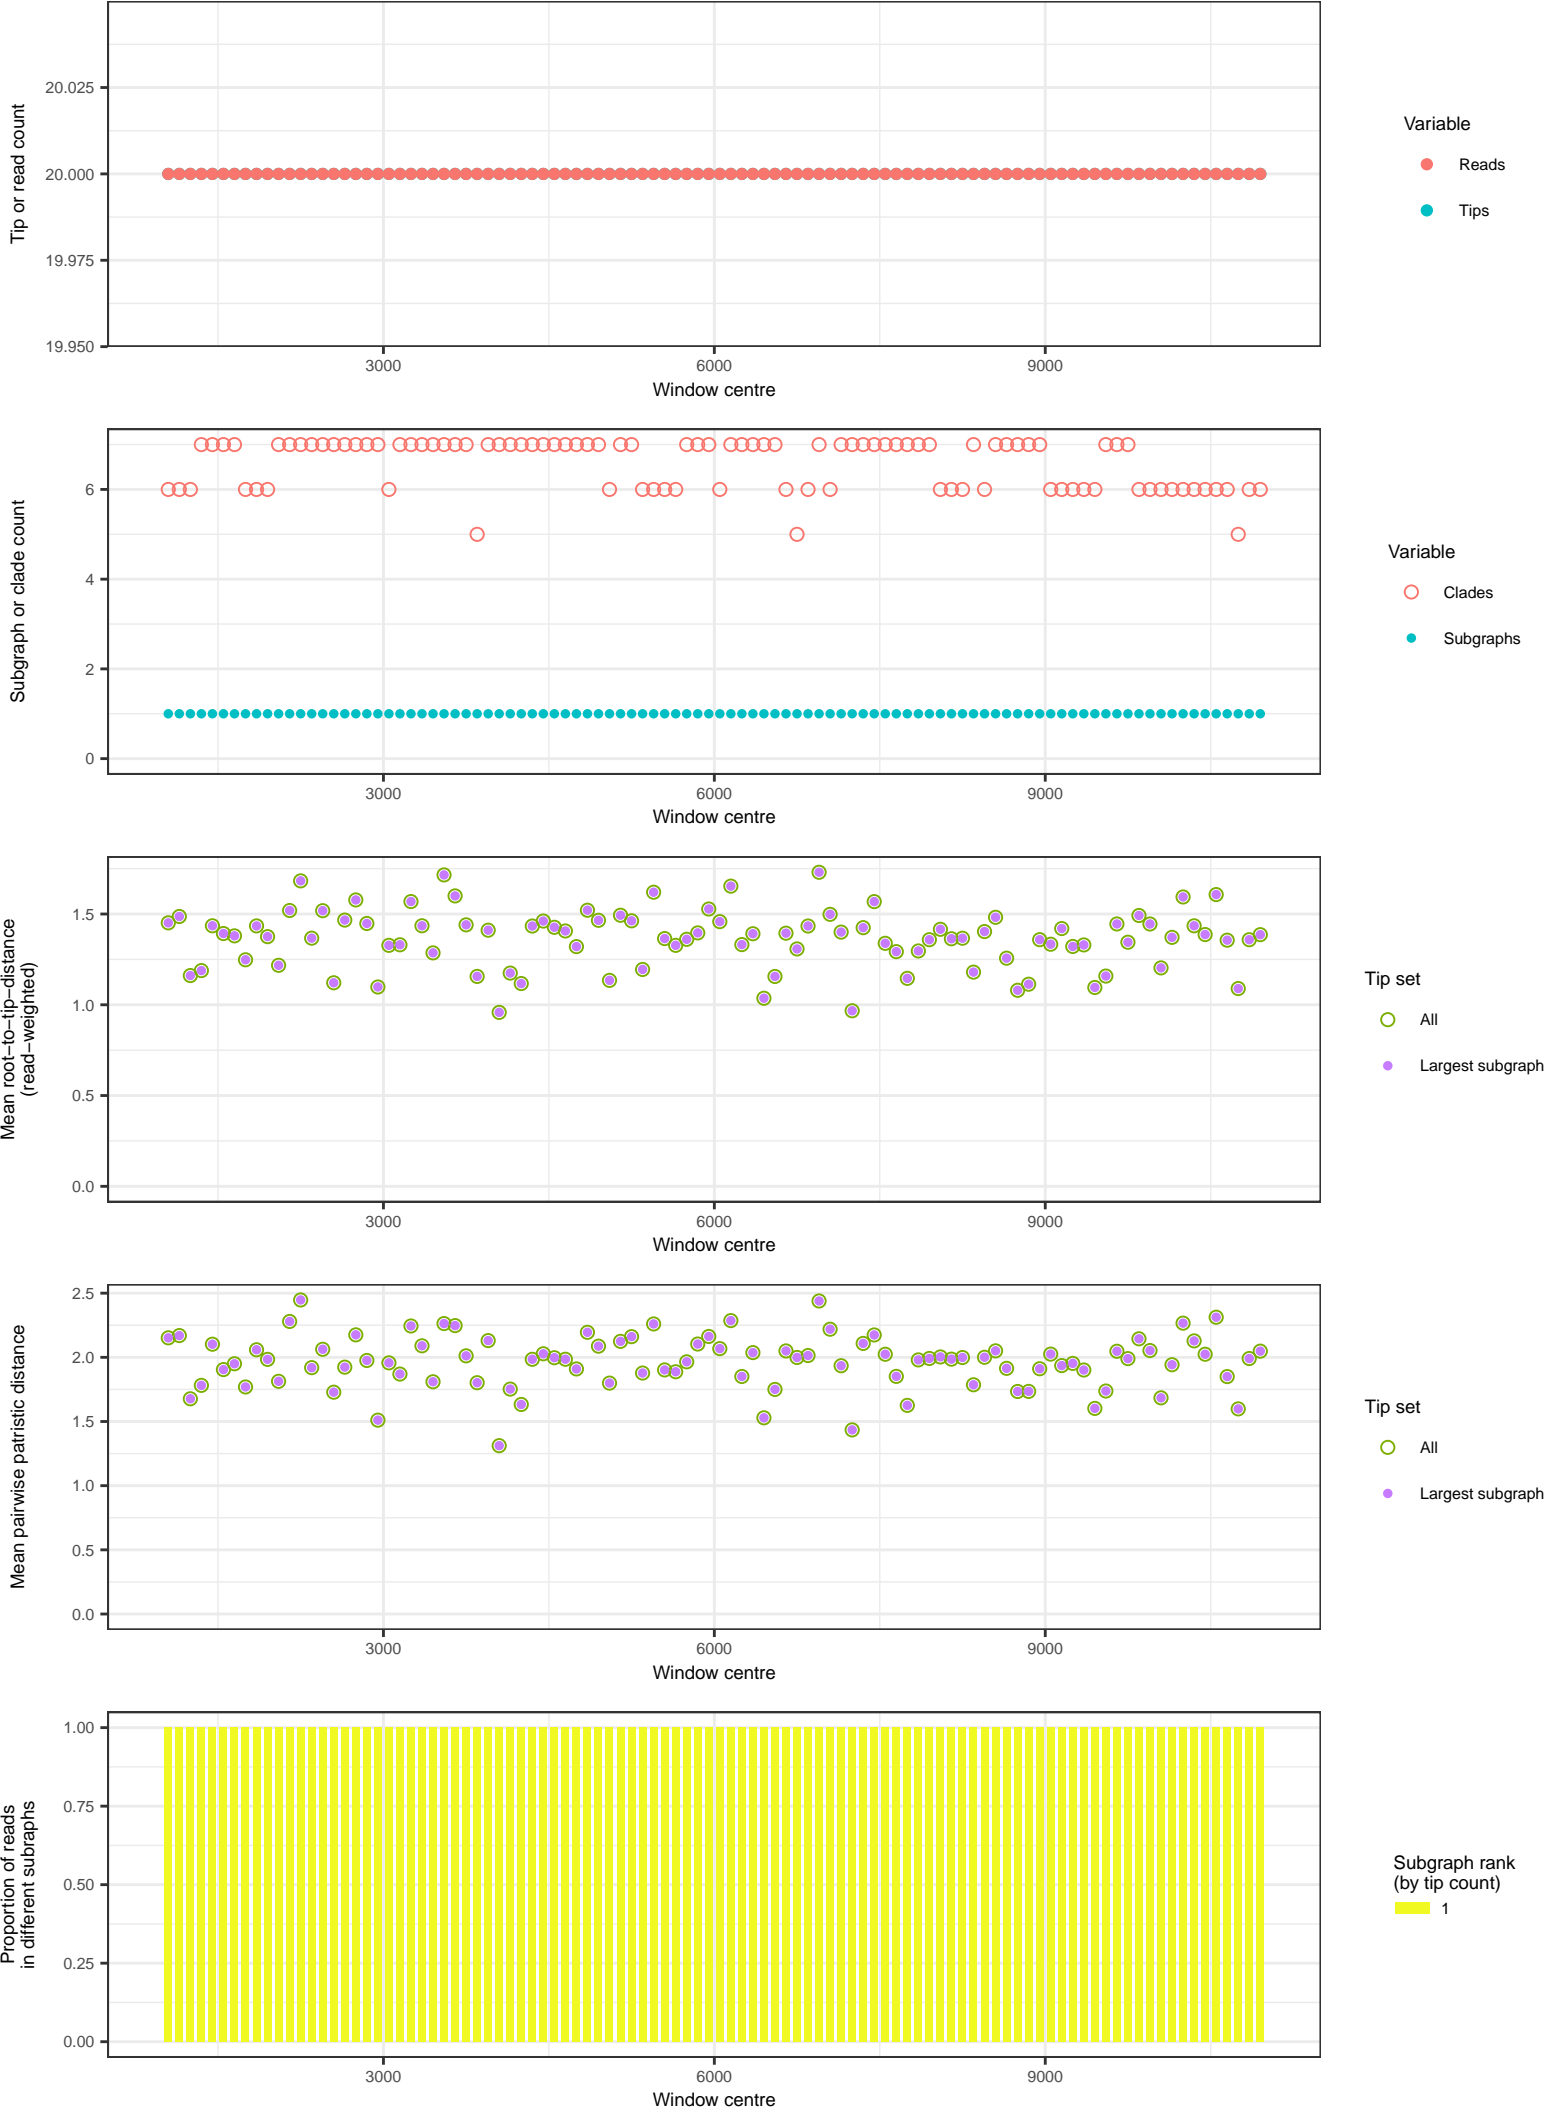 20.025
20.000
19.975
19.950
Tip or read count
3000 6000 9000
Window centre
Variable
Reads
Tips
6
4
2
0
Subgraph or clade count
3000 6000 9000
Window centre
Variable
Clades
Subgraphs
1.5
1.0
0.5
0.0
Mean root−to−tip−distance
(read−weighted)
3000 6000 9000
Window centre
Tip set
All
Largest subgraph
2.5
2.0
1.5
1.0
0.5
0.0
Mean pairwise patristic distance
3000 6000 9000
Window centre
Tip set
All
Largest subgraph
1.00
0.75
0.50
0.25
0.00
Proportion of reads
in different subraphs
3000 6000 9000
Window centre
Subgraph rank
(by tip count)
1